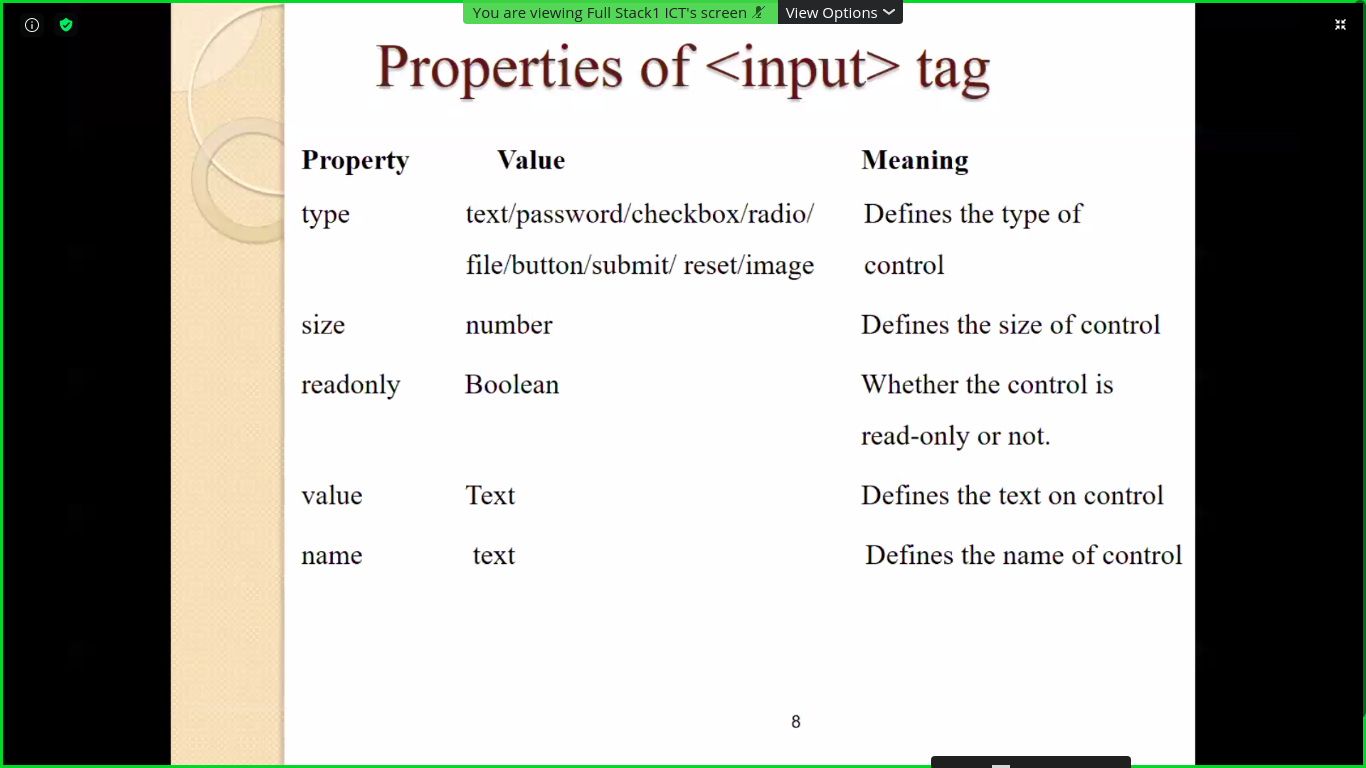 You are viewing Full Stack1 ICT's screen View Options
Properties of <input> tag
Property Value Meaning
type text/password/checkbox/radio/ Defines the type of
file/button/submit/ reset/image control
size number Defines the size of control
readonly Boolean Whether the control is
read-only or not.
value Text Defines the text on control
name text Defines the name of control
8